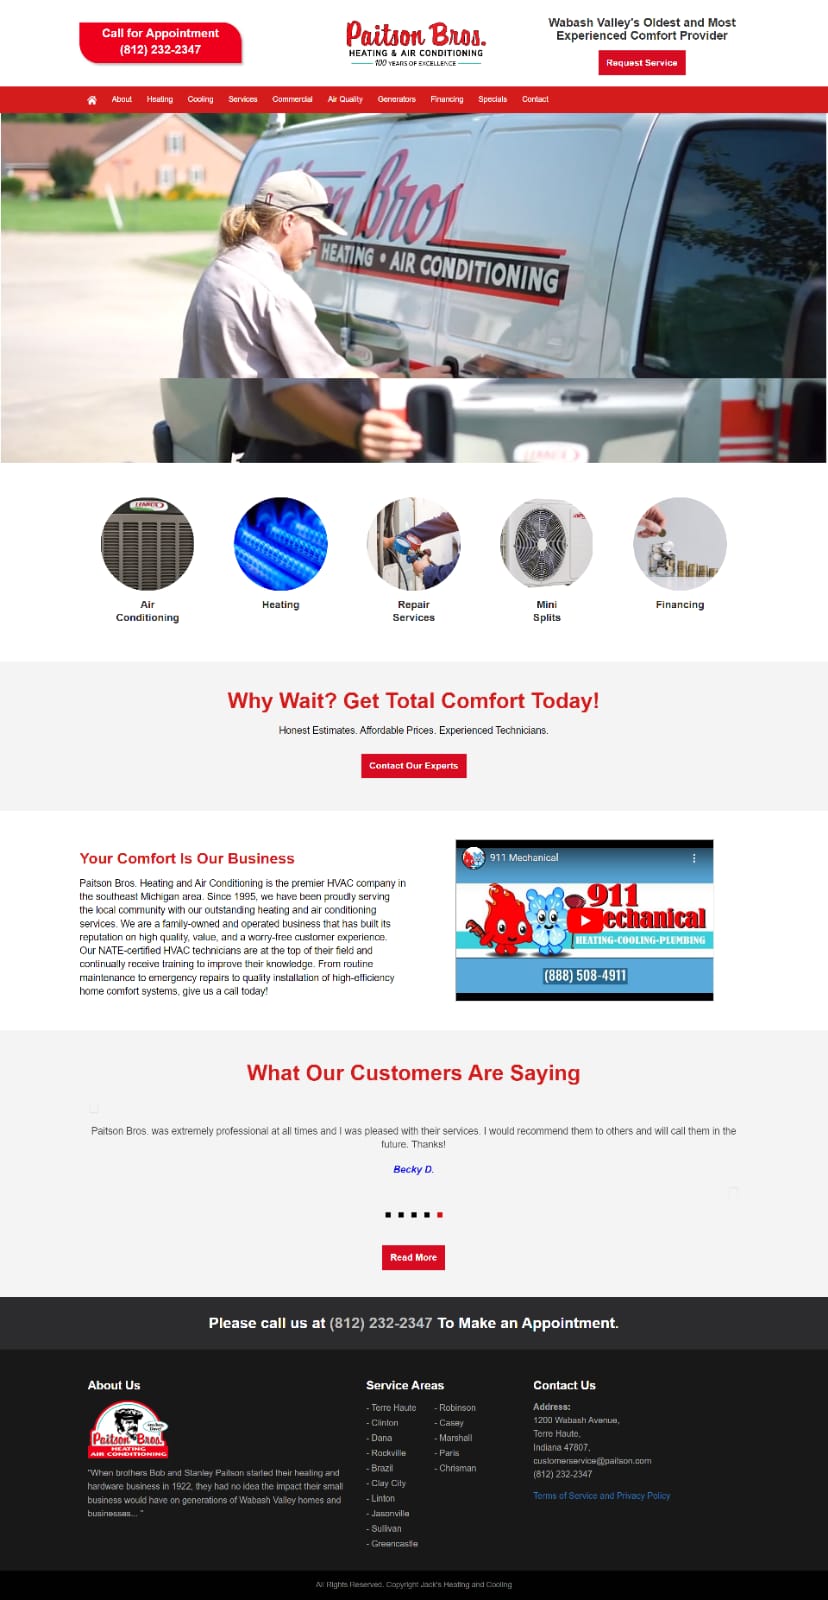 Call for Appointment
(812) 232-2347
Paitson Bros.
HEATING & AIR CONDITIONING
100 YEARS OF EXCELLENCE
Wabash Valley's Oldest and Most
Experienced Comfort Provider
Request Service
About Heating Cooling Services Commercial Air Quality Generators Financing Specials Contact
Bros
HEATING • AIR CONDITIONING
LENNOX
LENNOX
Air
Conditioning
Heating
Repair
Services
Mini
Splits
Financing
Why Wait? Get Total Comfort Today!
Honest Estimates. Affordable Prices. Experienced Technicians.
Contact Our Experts
Your Comfort Is Our Business
Paitson Bros. Heating and Air Conditioning is the premier HVAC company in
the southeast Michigan area. Since 1995, we have been proudly serving
the local community with our outstanding heating and air conditioning
services. We are a family-owned and operated business that has built its
reputation on high quality, value, and a worry-free customer experience.
Our NATE-certified HVAC technicians are at the top of their field and
continually receive training to improve their knowledge. From routine
maintenance to emergency repairs to quality installation of high-efficiency
home comfort systems, give us a call today!
911 Mechanical
911
Mechanical
HEATING-COOLING-PLUMBING
(888) 508-4911
What Our Customers Are Saying
Paitson Bros. was extremely professional at all times and I was pleased with their services. I would recommend them to others and will call them in the
future. Thanks!
Becky D.
Read More
Please call us at (812) 232-2347 To Make an Appointment.
About Us
Paitson Bros.
HEATING
AIR CONDITIONING
"When brothers Bob and Stanley Paitson started their heating and
hardware business in 1922, they had no idea the impact their small
business would have on generations of Wabash Valley homes and
businesses... "
Service Areas
- Terre Haute
- Clinton
- Dana
- Rockville
- Brazil
- Clay City
- Linton
- Jasonville
- Sullivan
- Greencastle
- Robinson
- Casey
- Marshall
- Paris
- Chrisman
Contact Us
Address:
1200 Wabash Avenue,
Terre Haute,
Indiana 47807,
customerservice@paitson.com
(812) 232-2347
Terms of Service and Privacy Policy
All Rights Reserved. Copyright Jack's Heating and Cooling